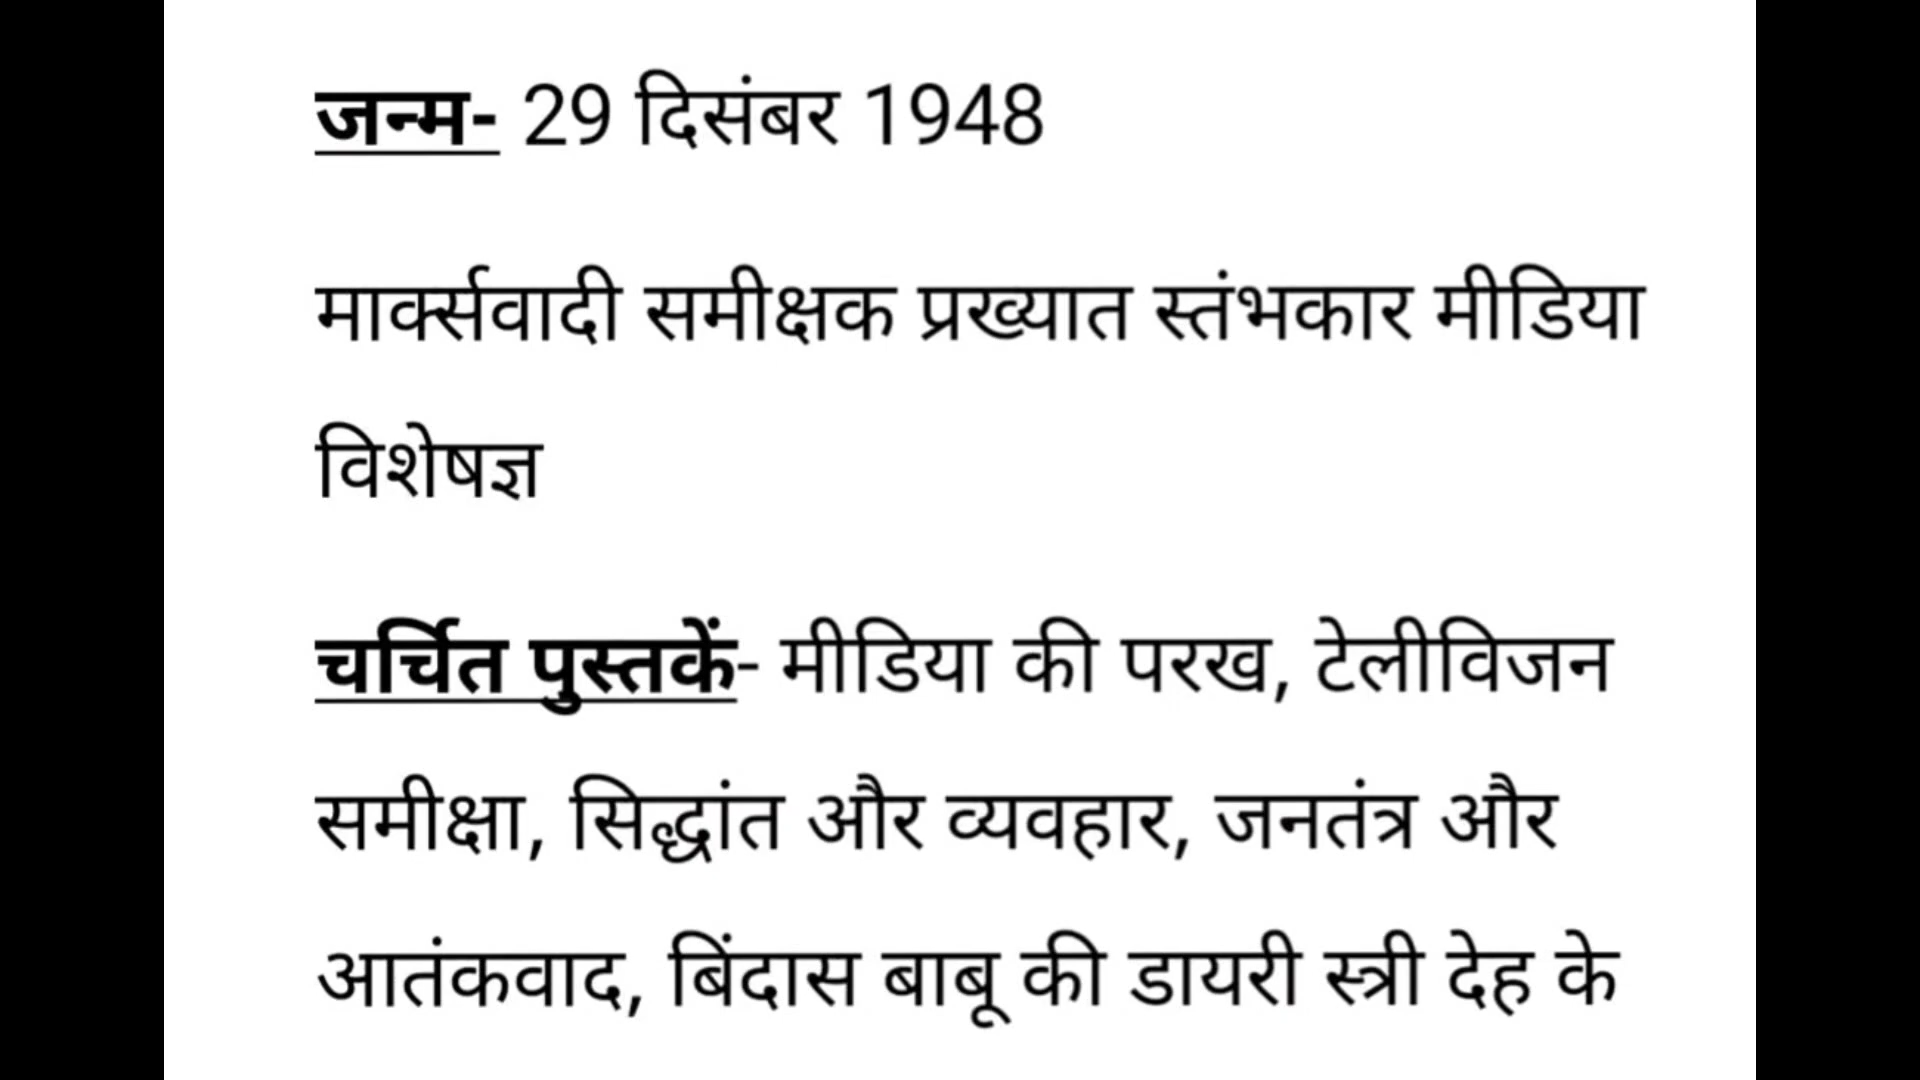 जन्म- 29 दिसंबर 1948
मार्क्सवादी समीक्षक प्रख्यात स्तंभकार मीडिया
विशेषज्ञ
चर्चित पुस्तकें- मीडिया की परख, टेलीविजन
समीक्षा, सिद्धांत और व्यवहार, जनतंत्र और
आतंकवाद, बिंदास बाबू की डायरी स्त्री देह के